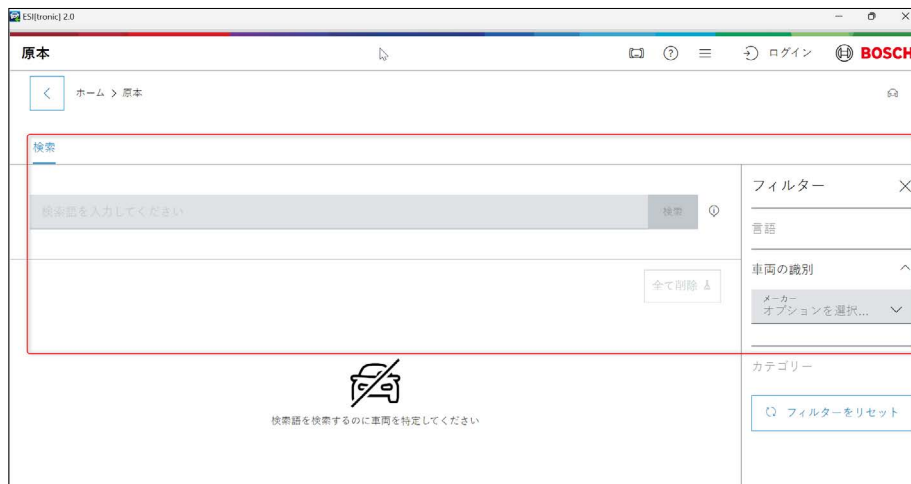 ESI[tronic] 2.0
原本
ログイン
BOSCH
ホーム > 原本
検索
フィルター
検索語を入力してください
検索
言語
車両の識別
全て削除
メーカー
オプションを選択...
カテゴリー
検索語を検索するのに車両を特定してください
フィルターをリセット